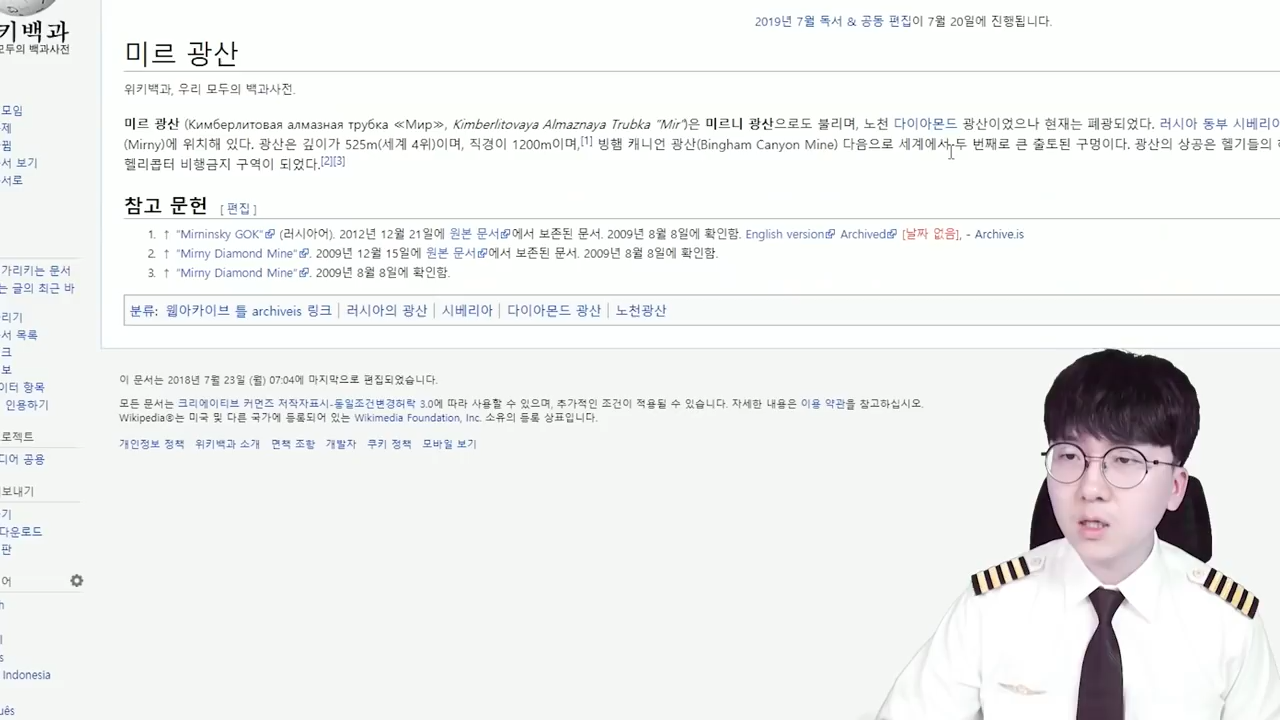 키백과
모두의 백과사전
2019년 7월 독서 & 공동 편집이 7월 20일에 진행됩니다.
미르 광산
위키백과, 우리 모두의 백과사전.
미르 광산 (Кимберлитовая алмазная трубка ≪Мир≫, Kimberlitovaya Almaznaya Trubka "Mir")은 미르니 광산으로도 불리며, 노천 다이아몬드 광산이었으나 현재는 폐광되었다. 러시아 동부 시베리아
(Mirny)에 위치해 있다. 광산은 깊이가 525m(세계 4위)이며, 직경이 1200m이며,[1] 빙햄 캐니언 광산(Bingham Canyon Mine) 다음으로 세계에서 두 번째로 큰 출토된 구멍이다. 광산의 상공은 헬기들의
헬리콥터 비행금지 구역이 되었다.[2][3]
참고 문헌 [ 편집 ]
1. ↑ "Mirninsky GOK" (러시아어). 2012년 12월 21일에 원본 문서에서 보존된 문서. 2009년 8월 8일에 확인함. English version Archived [날짜 없음], - Archive.is
2. ↑ "Mirny Diamond Mine". 2009년 12월 15일에 원본 문서에서 보존된 문서. 2009년 8월 8일에 확인함.
3. ↑ "Mirny Diamond Mine". 2009년 8월 8일에 확인함.
분류: 웹아카이브 틀 archiveis 링크 | 러시아의 광산 | 시베리아 | 다이아몬드 광산 | 노천광산
이 문서는 2018년 7월 23일 (월) 07:04에 마지막으로 편집되었습니다.
모든 문서는 크리에이티브 커먼즈 저작자표시-동일조건변경허락 3.0에 따라 사용할 수 있으며, 추가적인 조건이 적용될 수 있습니다. 자세한 내용은 이용 약관을 참고하십시오.
Wikipedia®는 미국 및 다른 국가에 등록되어 있는 Wikimedia Foundation, Inc. 소유의 등록 상표입니다.
개인정보 정책 위키백과 소개 면책 조항 개발자 쿠키 정책 모바일 보기
모임
서 보기
서로
가리키는 문서
는 글의 최근 바
리기
서 목록
크
보
이터 항목
인용하기
로젝트
디어 공용
보내기
기
다운로드
판
어
Indonesia
uês